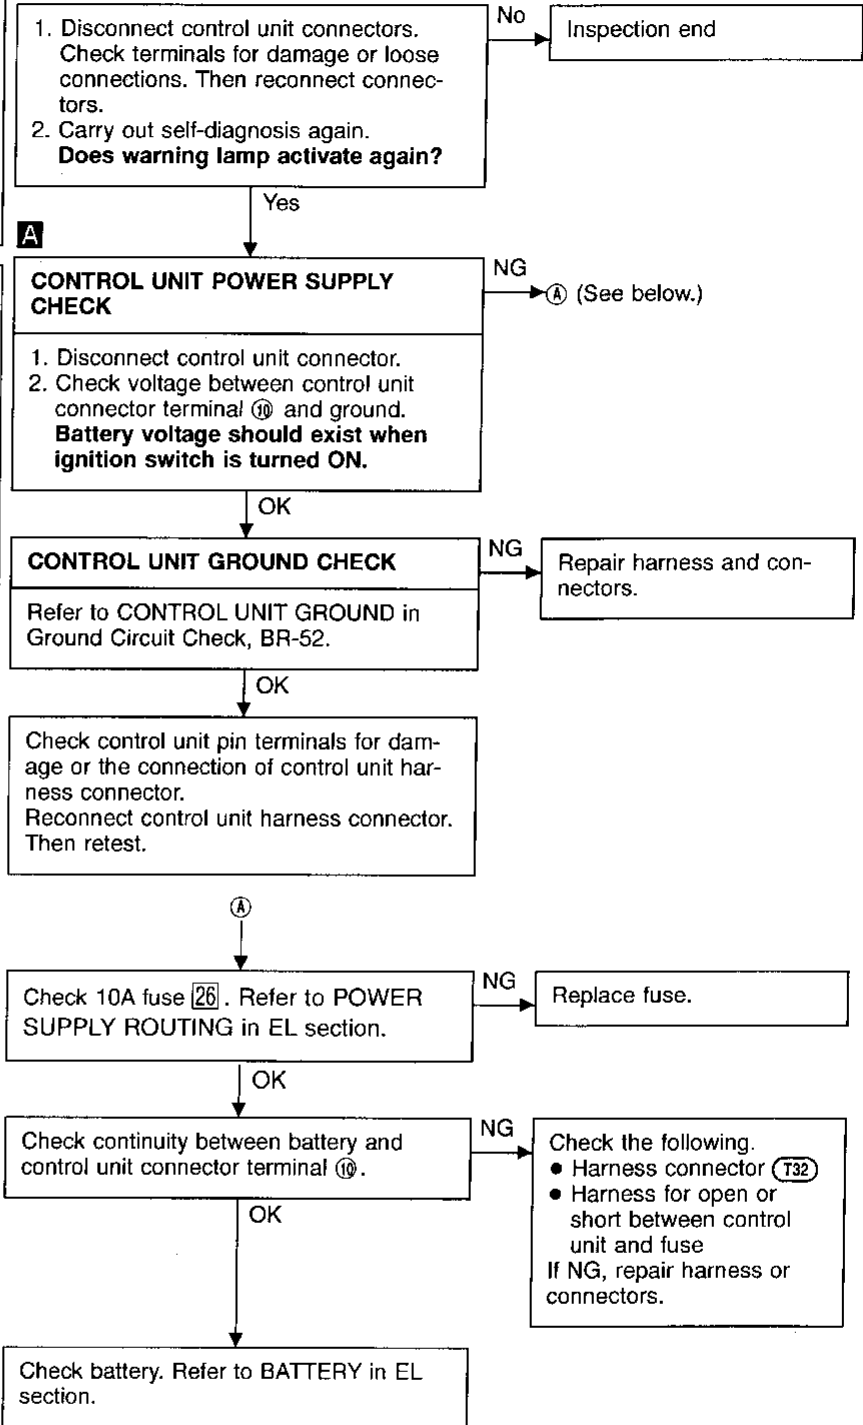 1. Disconnect control unit connectors.
Check terminals for damage or loose
connections. Then reconnect connec-
tors.
2. Carry out self-diagnosis again.
Does warning lamp activate again?
No
Inspection end
Yes
A
CONTROL UNIT POWER SUPPLY
CHECK
NG
Ⓐ (See below.)
1. Disconnect control unit connector.
2. Check voltage between control unit
connector terminal ⑩ and ground.
Battery voltage should exist when
ignition switch is turned ON.
OK
CONTROL UNIT GROUND CHECK
NG
Repair harness and con-
nectors.
Refer to CONTROL UNIT GROUND in
Ground Circuit Check, BR-52.
OK
Check control unit pin terminals for dam-
age or the connection of control unit har-
ness connector.
Reconnect control unit harness connector.
Then retest.
Ⓐ
Check 10A fuse 26. Refer to POWER
SUPPLY ROUTING in EL section.
NG
Replace fuse.
OK
Check continuity between battery and
control unit connector terminal ⑩.
NG
Check the following.
● Harness connector T32
● Harness for open or
short between control
unit and fuse
If NG, repair harness or
connectors.
OK
Check battery. Refer to BATTERY in EL
section.